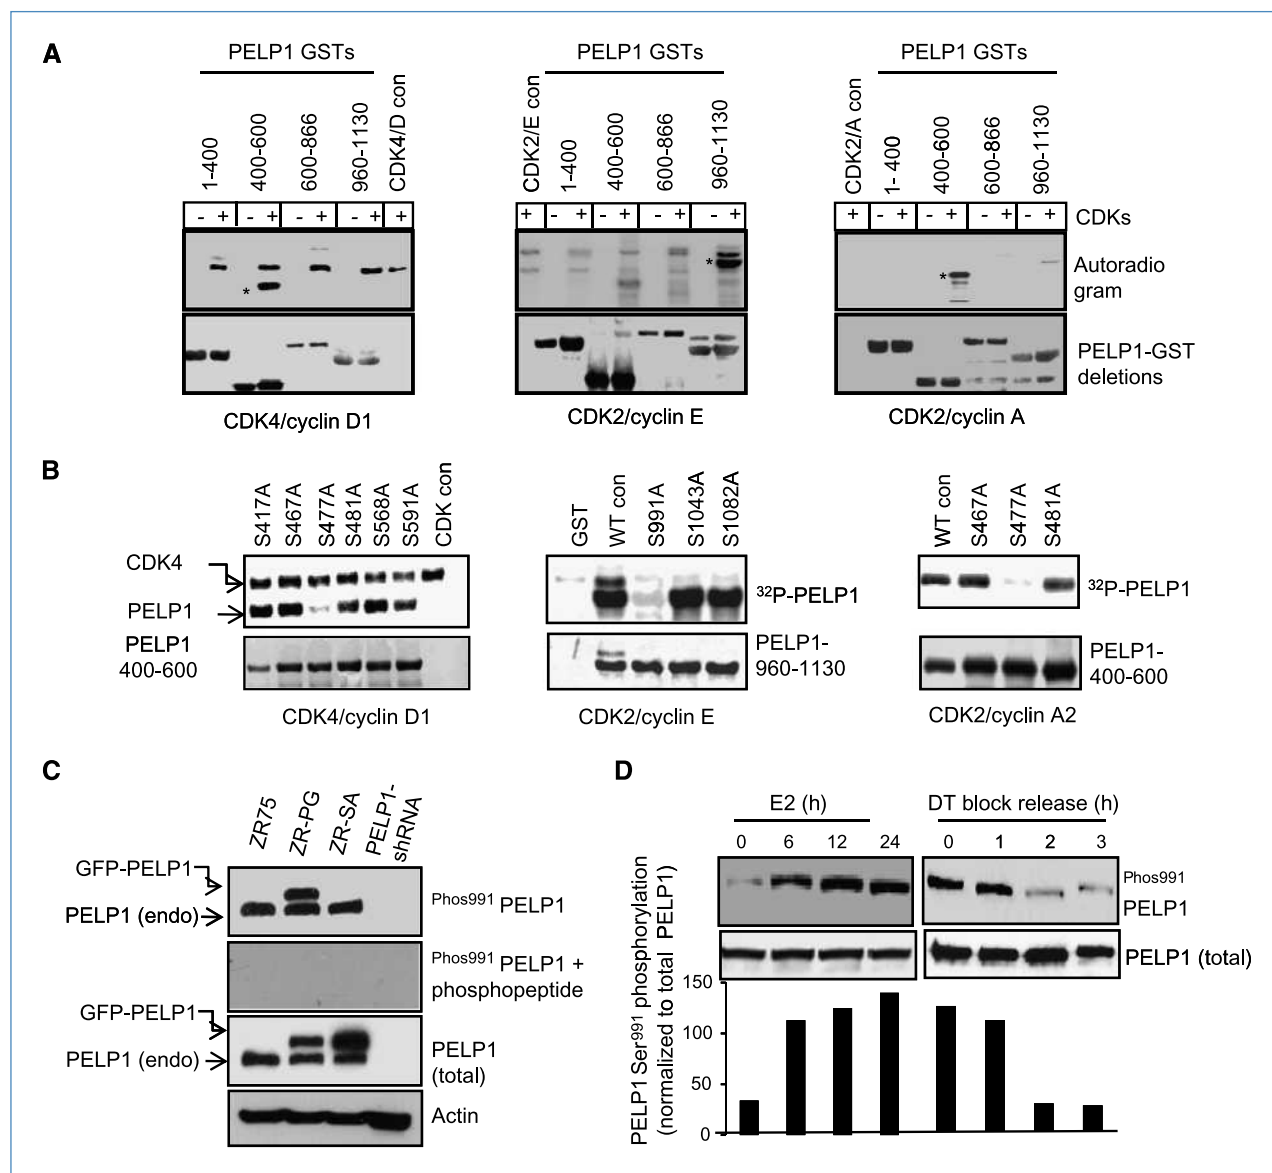 A
PELP1 GSTs
1-400
400-600
600-866
960-1130
CDK4/D con
- + - + - + - + +
CDK4/cyclin D1
PELP1 GSTs
CDK2/E con
1-400
400-600
600-866
960-1130
+ - + - + - + - +
*
*
CDK2/cyclin E
PELP1 GSTs
CDK2/A con
1- 400
400-600
600-866
960-1130
+ - + - + - + - +
CDKs
*
Autoradio
gram
PELP1-GST
deletions
CDK2/cyclin A
B
S417A
S467A
S477A
S481A
S568A
S591A
CDK con
CDK4
PELP1
PELP1
400-600
CDK4/cyclin D1
GST
WT con
S991A
S1043A
S1082A
32P-PELP1
PELP1-
960-1130
CDK2/cyclin E
WT con
S467A
S477A
S481A
32P-PELP1
PELP1-
400-600
CDK2/cyclin A2
C
ZR75
ZR-PG
ZR-SA
PELP1-
shRNA
GFP-PELP1
PELP1 (endo)
Phos991 PELP1
Phos991 PELP1 +
phosphopeptide
GFP-PELP1
PELP1 (endo)
PELP1
(total)
Actin
D
E2 (h)
0 6 12 24
DT block release (h)
0 1 2 3
Phos991
PELP1
PELP1 (total)
PELP1 Ser991 phosphorylation
(normalized to total PELP1)
150
100
50
0